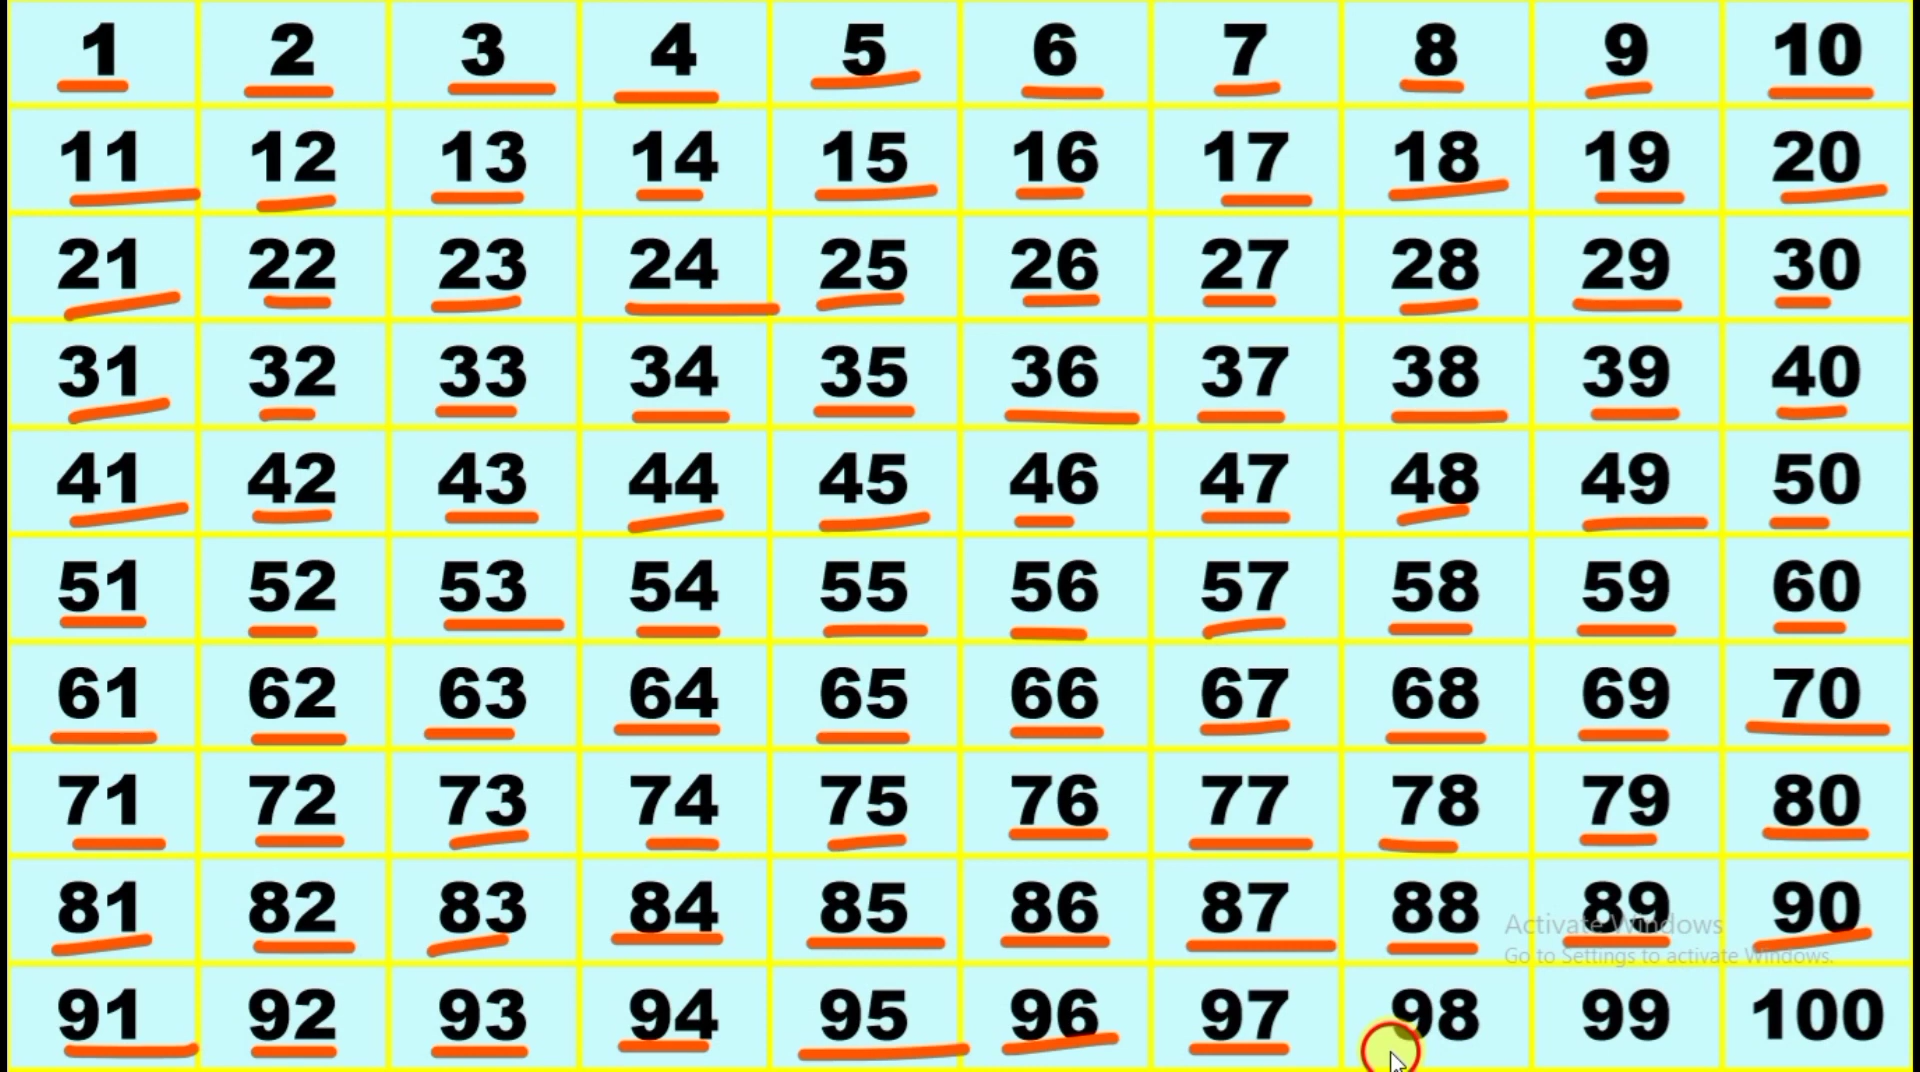 1 2 3 4 5 6 7 8 9 10
11 12 13 14 15 16 17 18 19 20
21 22 23 24 25 26 27 28 29 30
31 32 33 34 35 36 37 38 39 40
41 42 43 44 45 46 47 48 49 50
51 52 53 54 55 56 57 58 59 60
61 62 63 64 65 66 67 68 69 70
71 72 73 74 75 76 77 78 79 80
81 82 83 84 85 86 87 88 89 90
Activate Windows
Go to Settings to activate Windows.
91 92 93 94 95 96 97 98 99 100